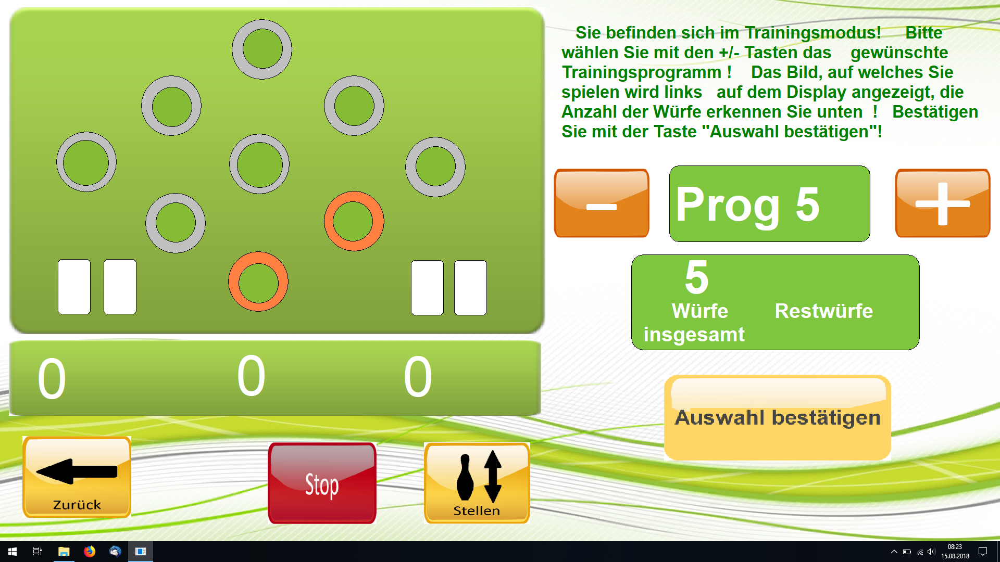 Sie befinden sich im Trainingsmodus! Bitte
wählen Sie mit den +/- Tasten das gewünschte
Trainingsprogramm ! Das Bild, auf welches Sie
spielen wird links auf dem Display angezeigt, die
Anzahl der Würfe erkennen Sie unten ! Bestätigen
Sie mit der Taste "Auswahl bestätigen"!
- Prog 5 +
5
Würfe Restwürfe
insgesamt
0 0 0
Auswahl bestätigen
Zurück
Stop
Stellen
08:23
15.08.2018